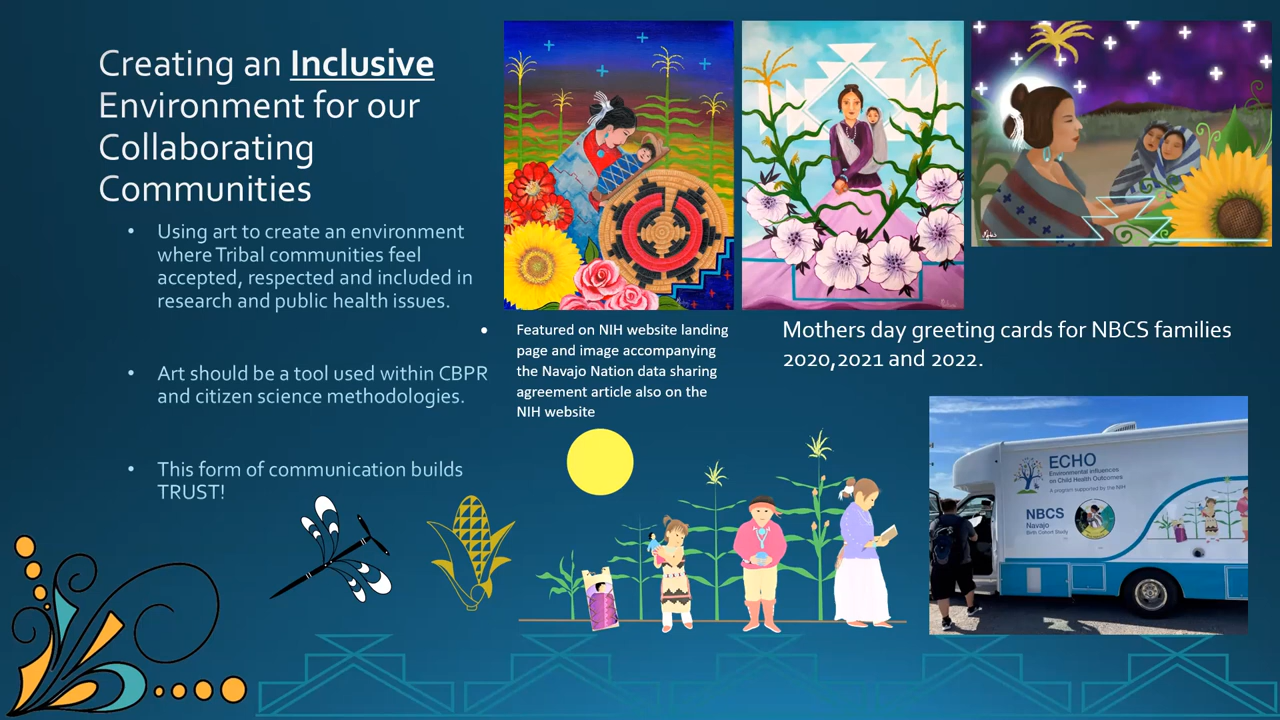 Creating an Inclusive
Environment for our
Collaborating
Communities
• Using art to create an environment
where Tribal communities feel
accepted, respected and included in
research and public health issues.
• Art should be a tool used within CBPR
and citizen science methodologies.
• This form of communication builds
TRUST!
• Featured on NIH website landing
page and image accompanying
the Navajo Nation data sharing
agreement article also on the
NIH website
Mothers day greeting cards for NBCS families
2020,2021 and 2022.
ECHO
Environmental influences
on Child Health Outcomes
A program supported by the NIH
NBCS
Navajo
Birth Cohort Study